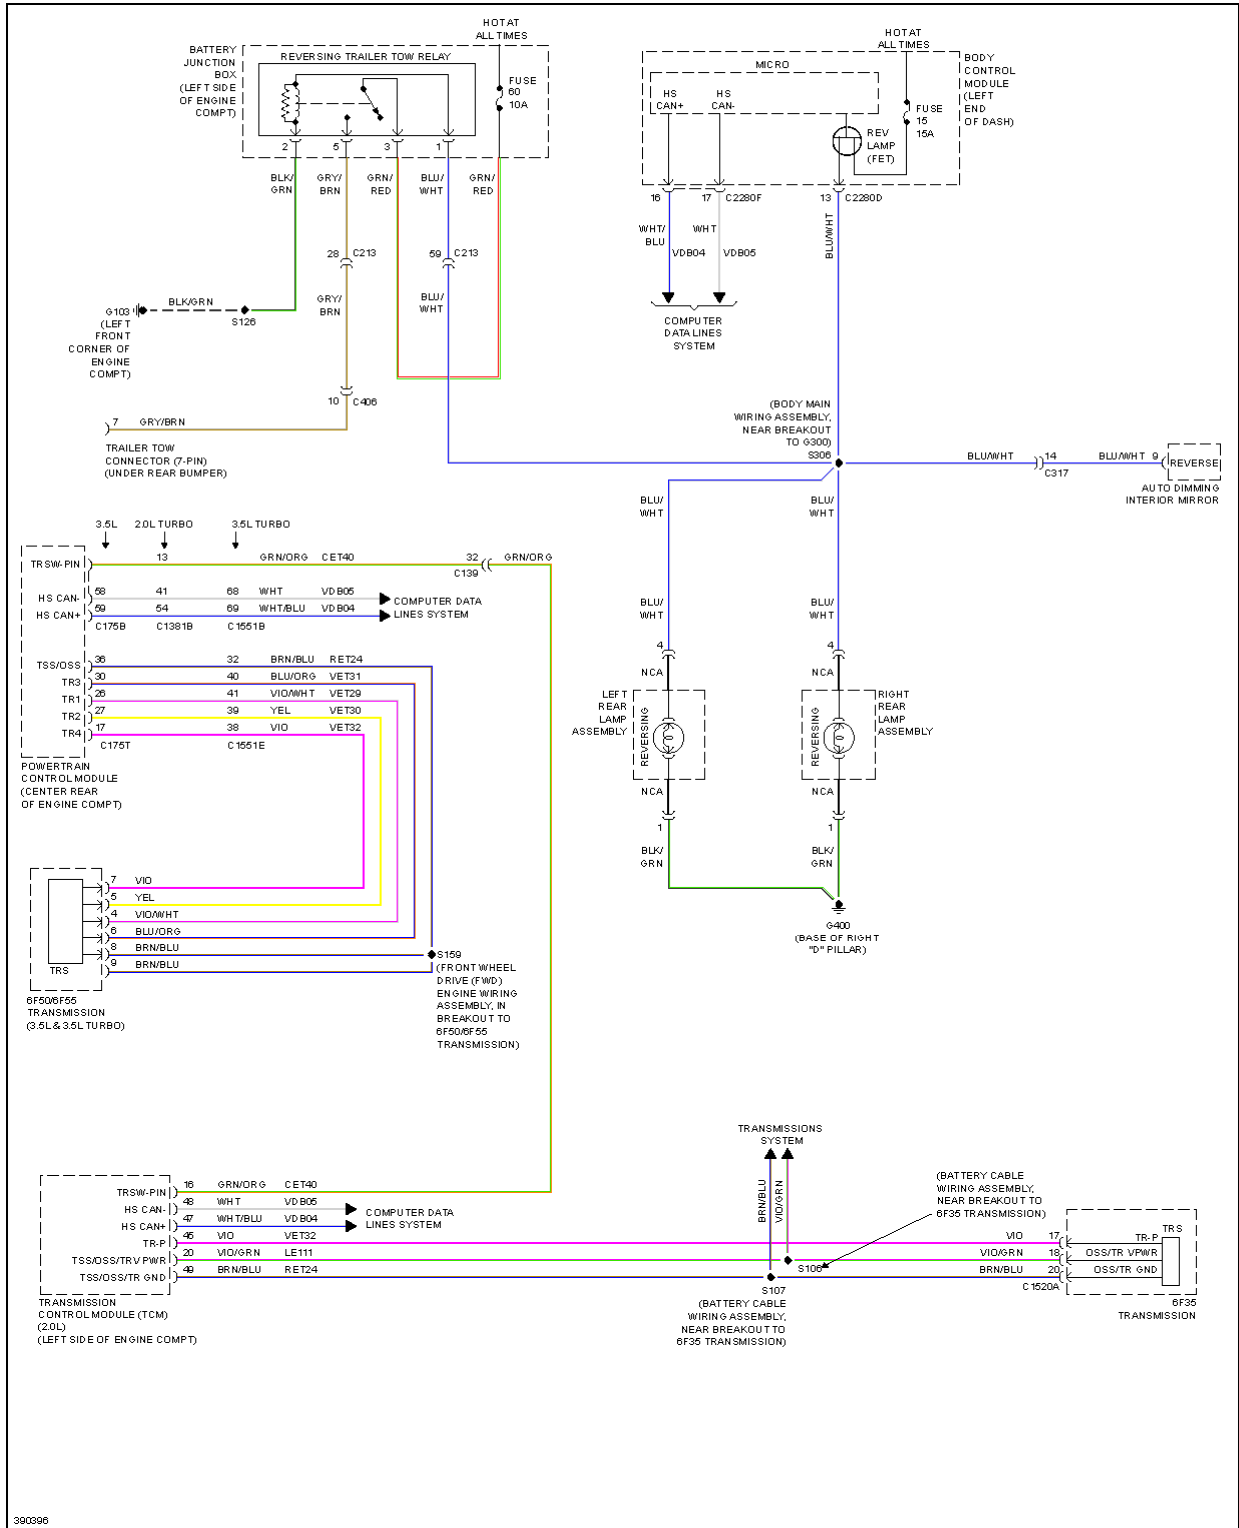 HOT AT
ALL TIMES
BATTERY
JUNCTION
BOX
(LEFT SIDE
OF ENGINE
COMPT)
REVERSING TRAILER TOW RELAY
FUSE
60
10A
2
5
3
1
BLK/
GRN
GRY/
BRN
GRN/
RED
BLU/
WHT
GRN/
RED
28
C213
59
C213
GRY/
BRN
BLU/
WHT
BLK/GRN
S126
G103
(LEFT
FRONT
CORNER OF
ENGINE
COMPT)
10
C406
7
GRY/BRN
TRAILER TOW
CONNECTOR (7-PIN)
(UNDER REAR BUMPER)
HOT AT
ALL TIMES
MICRO
HS
CAN+
HS
CAN-
REV
LAMP
(FET)
FUSE
15
15A
BODY
CONTROL
MODULE
(LEFT
END
OF DASH)
16
17
C2280F
13
C2280D
WHT/
BLU
WHT
VDB04
VDB05
BLU/WHT
COMPUTER
DATA LINES
SYSTEM
(BODY MAIN
WIRING ASSEMBLY,
NEAR BREAKOUT
TO G300)
S306
BLU/WHT
14
C317
BLU/WHT
9
REVERSE
AUTO DIMMING
INTERIOR MIRROR
BLU/
WHT
BLU/
WHT
BLU/
WHT
BLU/
WHT
4
4
NCA
NCA
LEFT
REAR
LAMP
ASSEMBLY
REVERSING
REVERSING
RIGHT
REAR
LAMP
ASSEMBLY
NCA
NCA
1
1
BLK/
GRN
BLK/
GRN
G400
(BASE OF RIGHT
"D" PILLAR)
3.5L
2.0L TURBO
3.5L TURBO
TRSW-PIN
13
GRN/ORG
CET40
32
C139
GRN/ORG
HS CAN-
58
41
68
WHT
VDB05
HS CAN+
59
54
69
WHT/BLU
VDB04
COMPUTER DATA
LINES SYSTEM
C175B
C1381B
C1551B
TSS/OSS
36
32
BRN/BLU
RET24
TR3
30
40
BLU/ORG
VET31
TR1
26
41
VIO/WHT
VET29
TR2
27
39
YEL
VET30
TR4
17
38
VIO
VET32
C175T
C1551E
POWERTRAIN
CONTROL MODULE
(CENTER REAR
OF ENGINE COMPT)
7
VIO
5
YEL
4
VIO/WHT
6
BLU/ORG
8
BRN/BLU
9
BRN/BLU
TRS
6F50/6F55
TRANSMISSION
(3.5L & 3.5L TURBO)
S159
(FRONT WHEEL
DRIVE (FWD)
ENGINE WIRING
ASSEMBLY, IN
BREAKOUT TO
6F50/6F55
TRANSMISSION)
TRSW-PIN
16
GRN/ORG
CET40
HS CAN-
48
WHT
VDB05
HS CAN+
47
WHT/BLU
VDB04
COMPUTER DATA
LINES SYSTEM
TR-P
45
VIO
VET32
TSS/OSS/TRV PWR
20
VIO/GRN
LE111
TSS/OSS/TR GND
49
BRN/BLU
RET24
TRANSMISSION
CONTROL MODULE (TCM)
(2.0L)
(LEFT SIDE OF ENGINE COMPT)
TRANSMISSIONS
SYSTEM
BRN/BLU
VIO/GRN
S106
S107
(BATTERY CABLE
WIRING ASSEMBLY,
NEAR BREAKOUT TO
6F35 TRANSMISSION)
(BATTERY CABLE
WIRING ASSEMBLY,
NEAR BREAKOUT TO
6F35 TRANSMISSION)
VIO
17
VIO/GRN
18
BRN/BLU
20
C1520A
TRS
TR-P
OSS/TR VPWR
OSS/TR GND
6F35
TRANSMISSION
390396